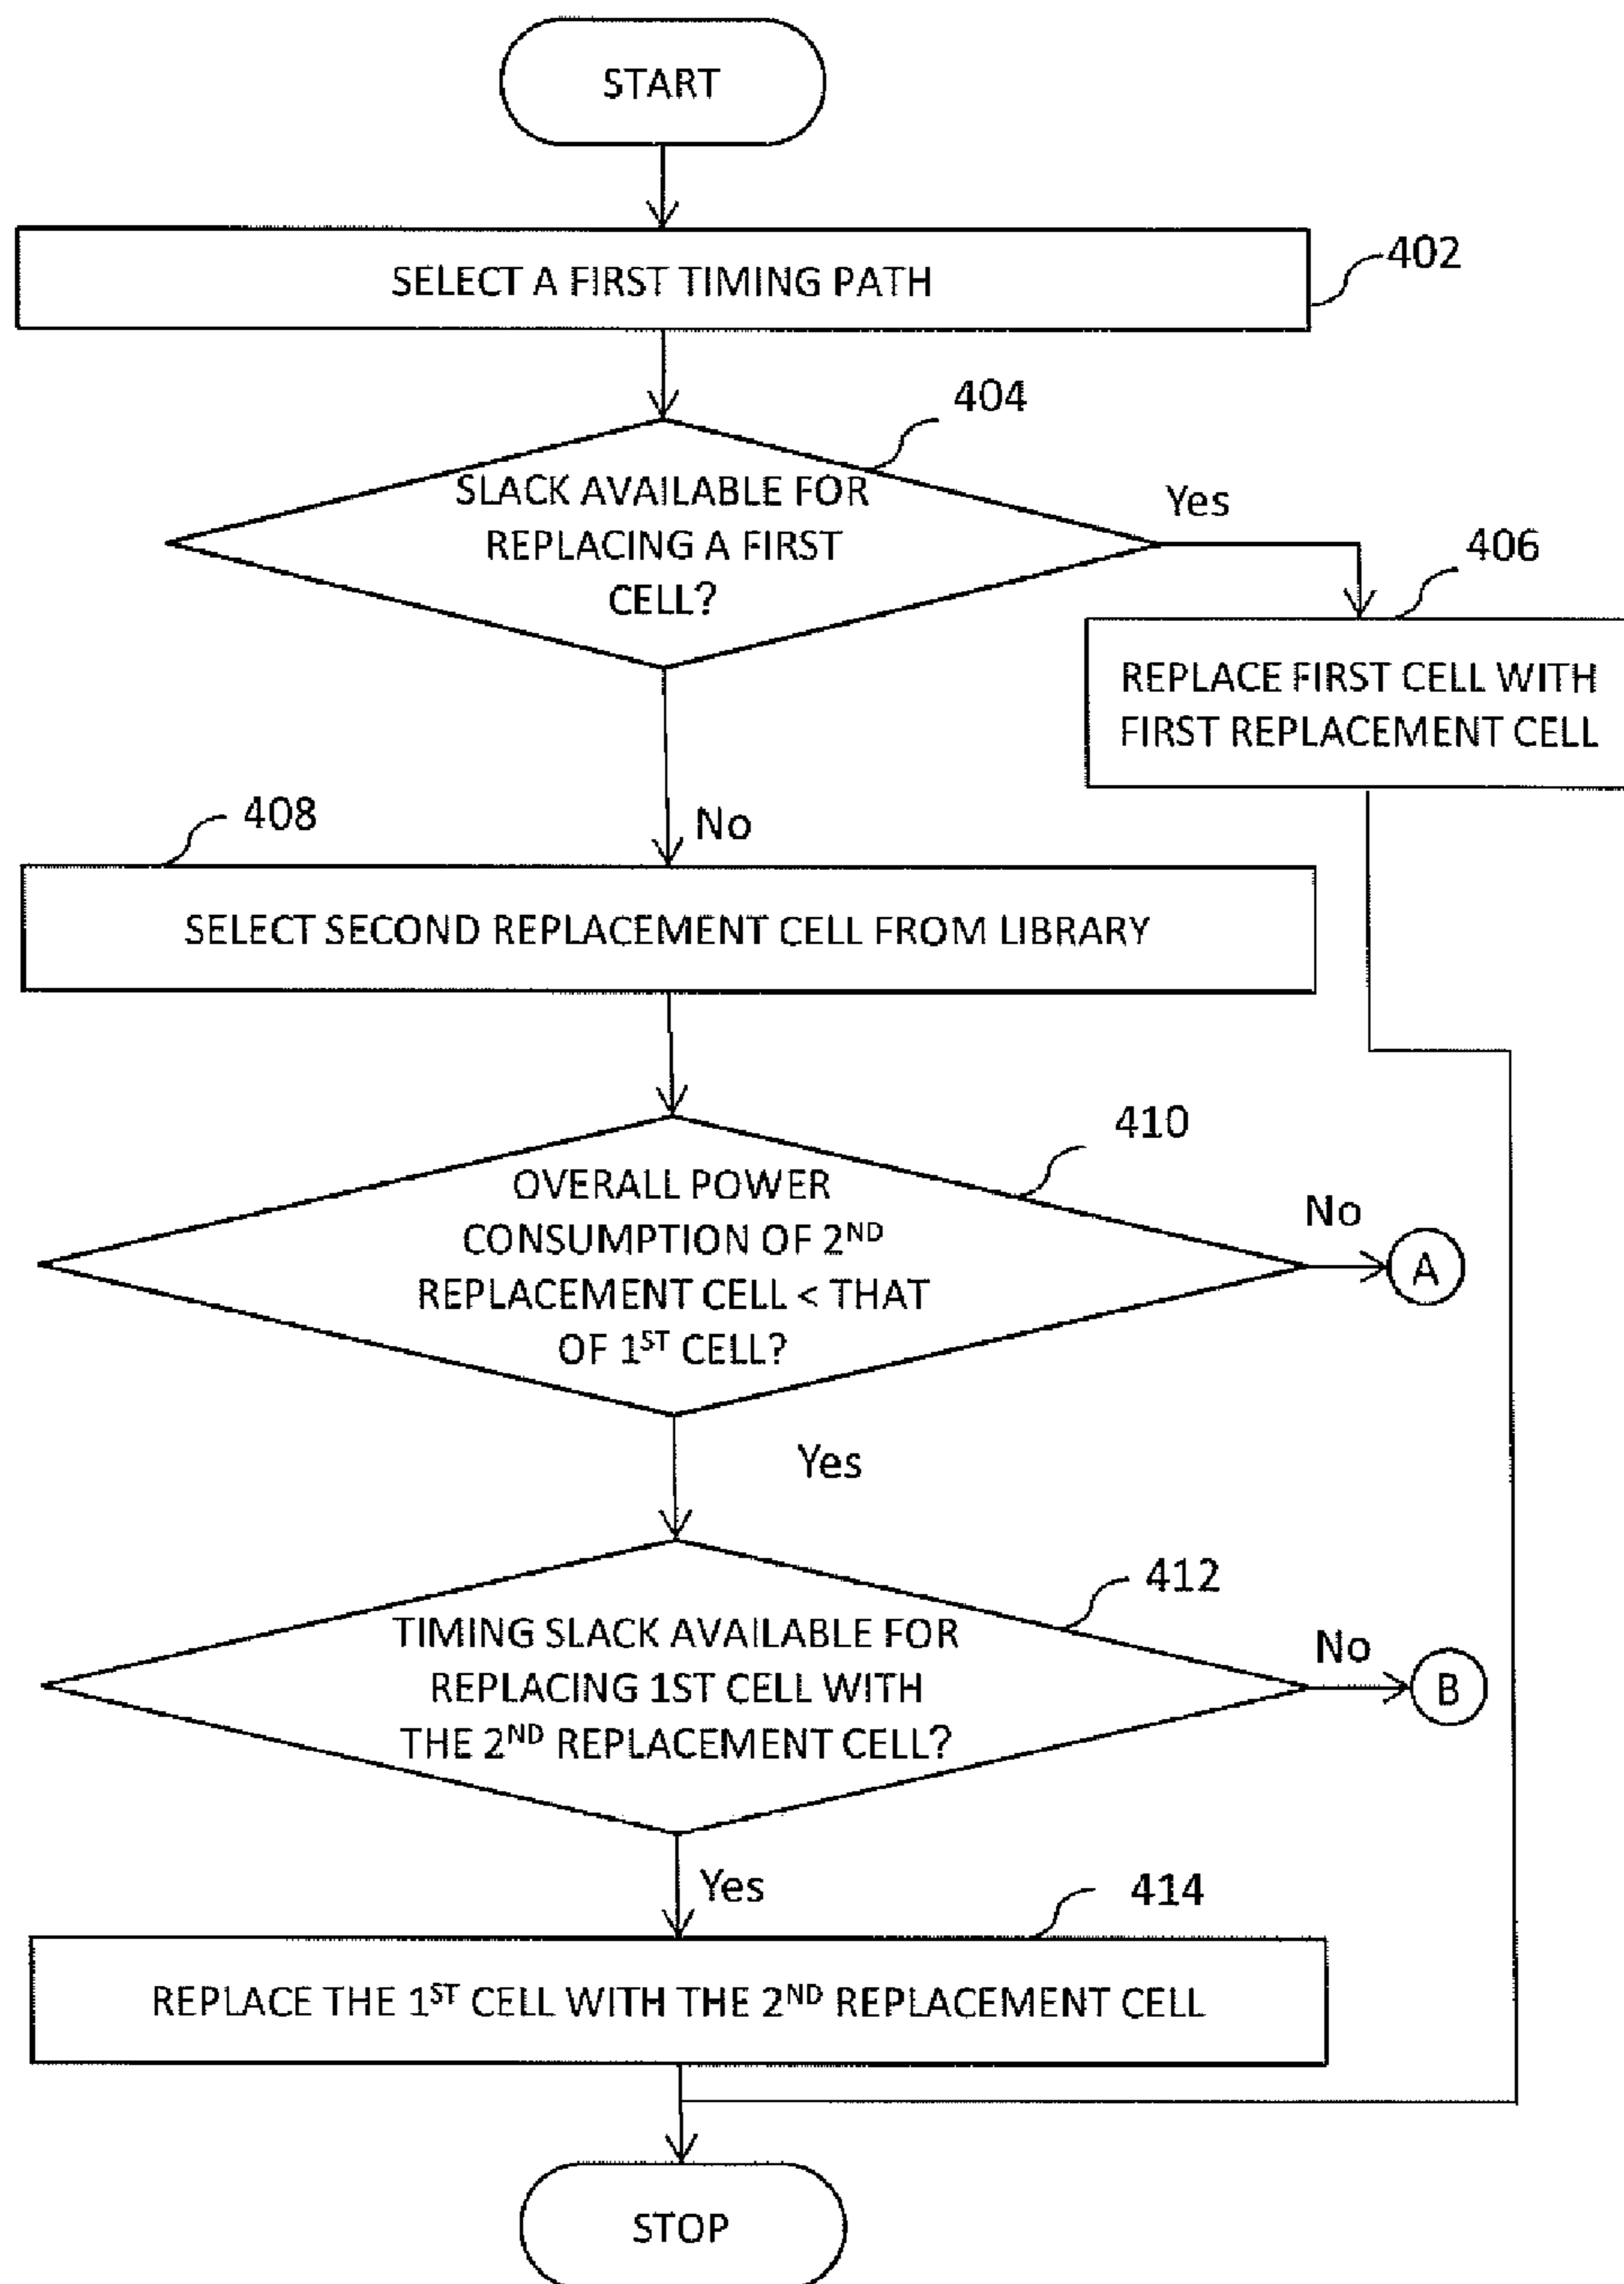 START
SELECT A FIRST TIMING PATH
402
404
SLACK AVAILABLE FOR
REPLACING A FIRST
CELL?
Yes
406
REPLACE FIRST CELL WITH
FIRST REPLACEMENT CELL
No
408
SELECT SECOND REPLACEMENT CELL FROM LIBRARY
410
OVERALL POWER
CONSUMPTION OF 2ND
REPLACEMENT CELL < THAT
OF 1ST CELL?
No
A
Yes
412
TIMING SLACK AVAILABLE FOR
REPLACING 1ST CELL WITH
THE 2ND REPLACEMENT CELL?
No
B
Yes
414
REPLACE THE 1ST CELL WITH THE 2ND REPLACEMENT CELL
STOP